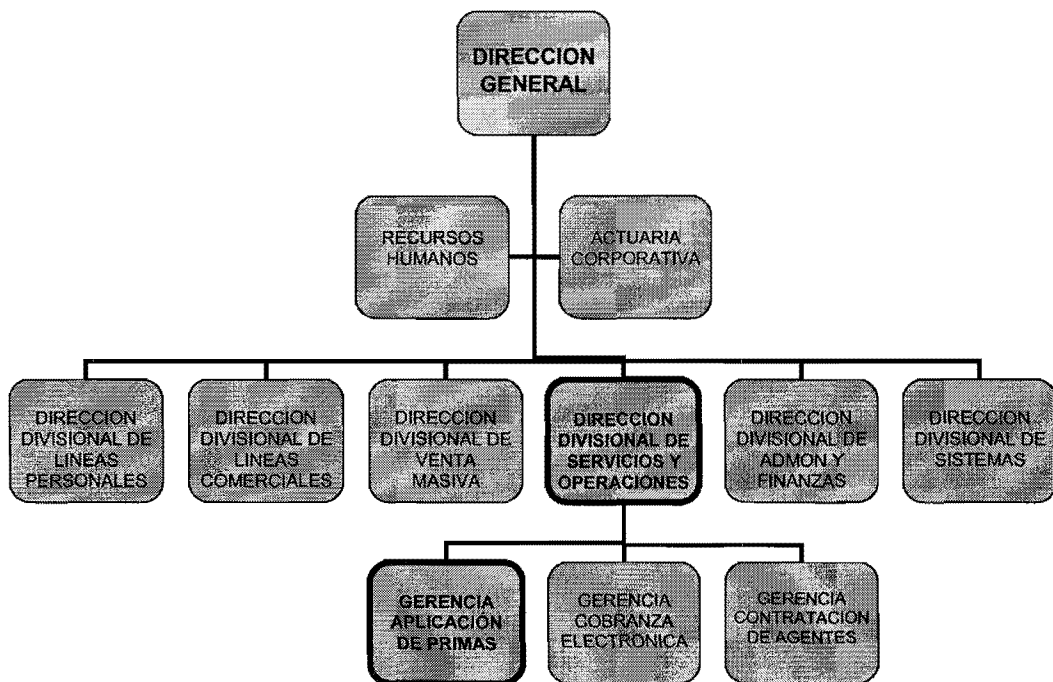 DIRECCION
GENERAL
RECURSOS
HUMANOS
ACTUARIA
CORPORATIVA
DIRECCION
DIVISIONAL DE
LINEAS
PERSONALES
DIRECCION
DIVISIONAL DE
LINEAS
COMERCIALES
DIRECCION
DIVISIONAL DE
VENTA
MASIVA
DIRECCION
DIVISIONAL DE
SERVICIOS Y
OPERACIONES
DIRECCION
DIVISIONAL DE
ADMON Y
FINANZAS
DIRECCION
DIVISIONAL DE
SISTEMAS
GERENCIA
APLICACIÓN
DE PRIMAS
GERENCIA
COBRANZA
ELECTRONICA
GERENCIA
CONTRATACION
DE AGENTES